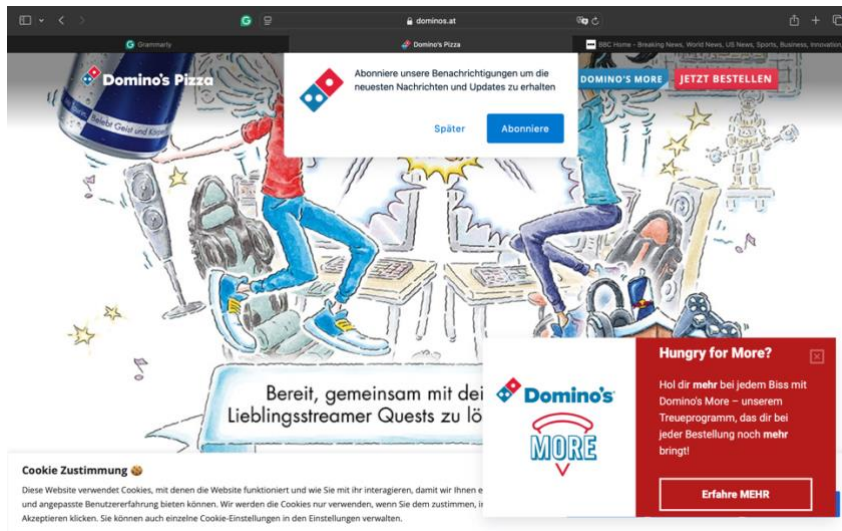 dominos.at
Grammarly
Domino's Pizza
BBC Home - Breaking News, World News, US News, Sports, Business, Innovation,
Domino's Pizza
Abonniere unsere Benachrichtigungen um die
neuesten Nachrichten und Updates zu erhalten
Später
Abonniere
DOMINO'S MORE
JETZT BESTELLEN
Belebt Geist und
Bereit, gemeinsam mit dei
Lieblingsstreamer Quests zu lö
Domino's
MORE
Hungry for More?
Hol dir mehr bei jedem Biss mit
Domino's More – unserem
Treueprogramm, das dir bei
jeder Bestellung noch mehr
bringt!
Erfahre MEHR
Cookie Zustimmung 🍪
Diese Website verwendet Cookies, mit denen die Website funktioniert und wie Sie mit ihr interagieren, damit wir Ihnen e
und angepasste Benutzererfahrung bieten können. Wir werden die Cookies nur verwenden, wenn Sie dem zustimmen, i
Akzeptieren klicken. Sie können auch einzelne Cookie-Einstellungen in den Einstellungen verwalten.